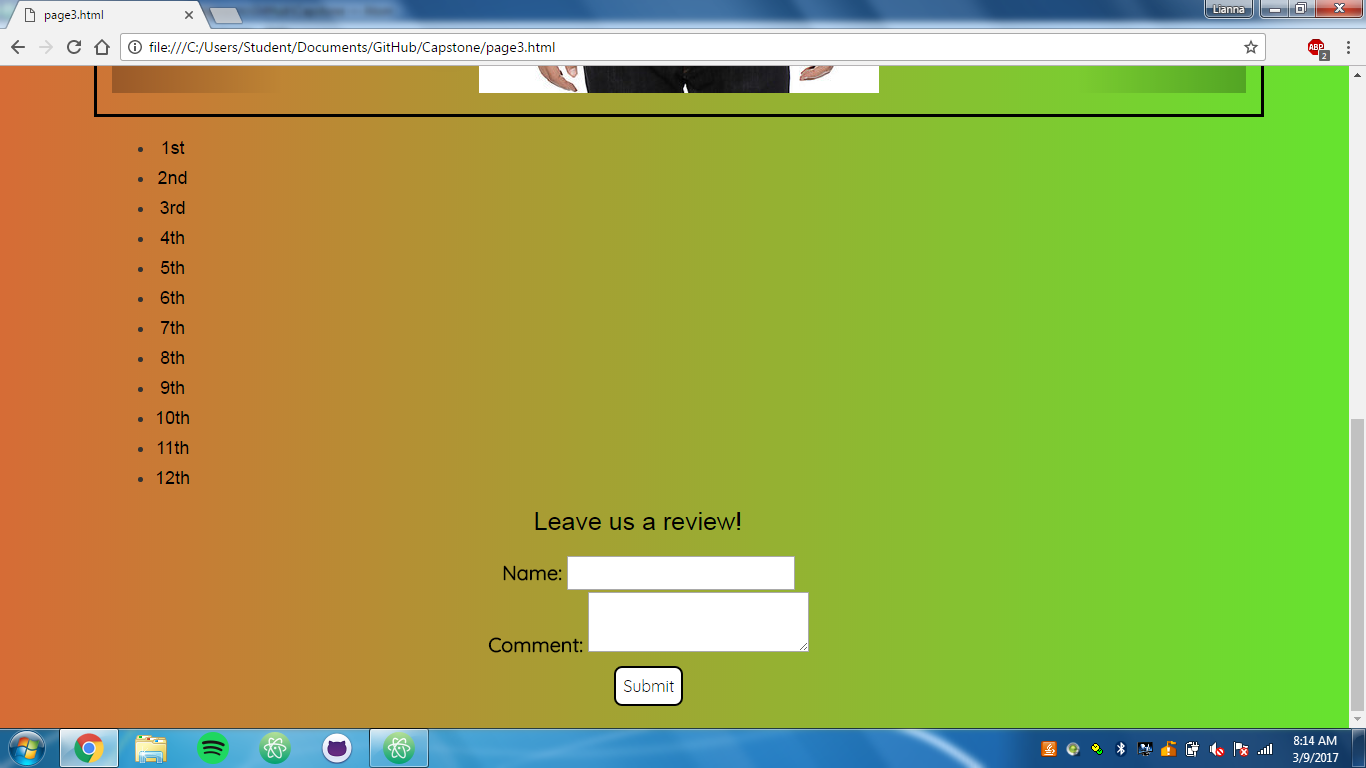 page3.html
Lianna
file:///C:/Users/Student/Documents/GitHub/Capstone/page3.html
ABP
2
1st
2nd
3rd
4th
5th
6th
7th
8th
9th
10th
11th
12th
Leave us a review!
Name:
Comment:
Submit
8:14 AM
3/9/2017